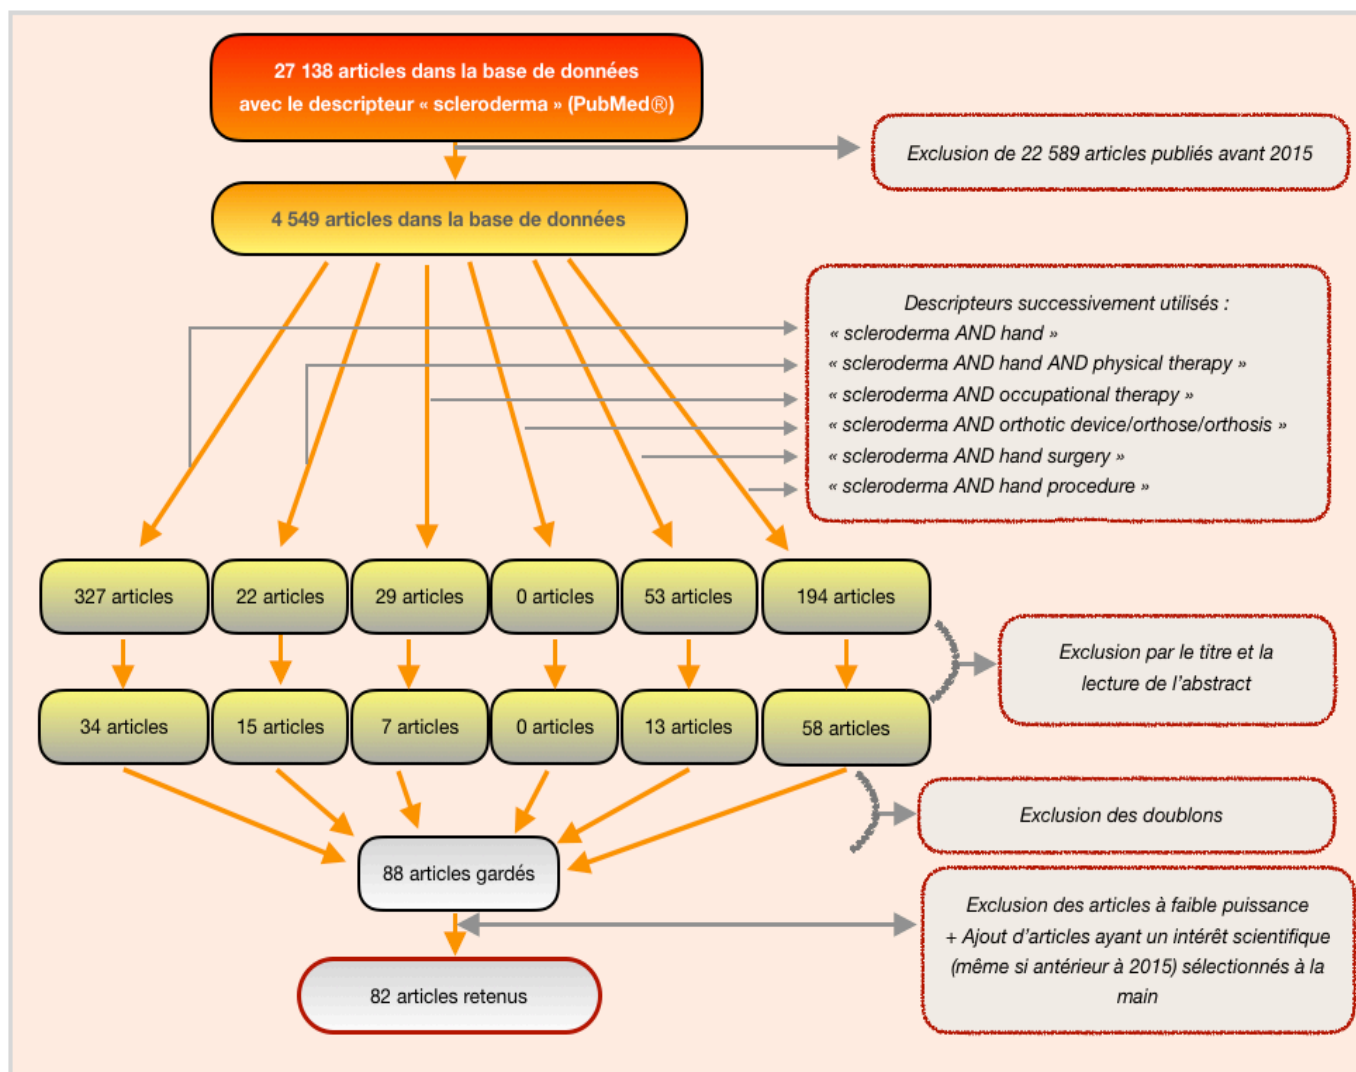 27 138 articles dans la base de données
avec le descripteur « scleroderma » (PubMed®)
Exclusion de 22 589 articles publiés avant 2015
4 549 articles dans la base de données
Descripteurs successivement utilisés :
« scleroderma AND hand »
« scleroderma AND hand AND physical therapy »
« scleroderma AND occupational therapy »
« scleroderma AND orthotic device/orthose/orthosis »
« scleroderma AND hand surgery »
« scleroderma AND hand procedure »
327 articles
22 articles
29 articles
0 articles
53 articles
194 articles
Exclusion par le titre et la
lecture de l’abstract
34 articles
15 articles
7 articles
0 articles
13 articles
58 articles
Exclusion des doublons
88 articles gardés
Exclusion des articles à faible puissance
+ Ajout d’articles ayant un intérêt scientifique
(même si antérieur à 2015) sélectionnés à la
main
82 articles retenus